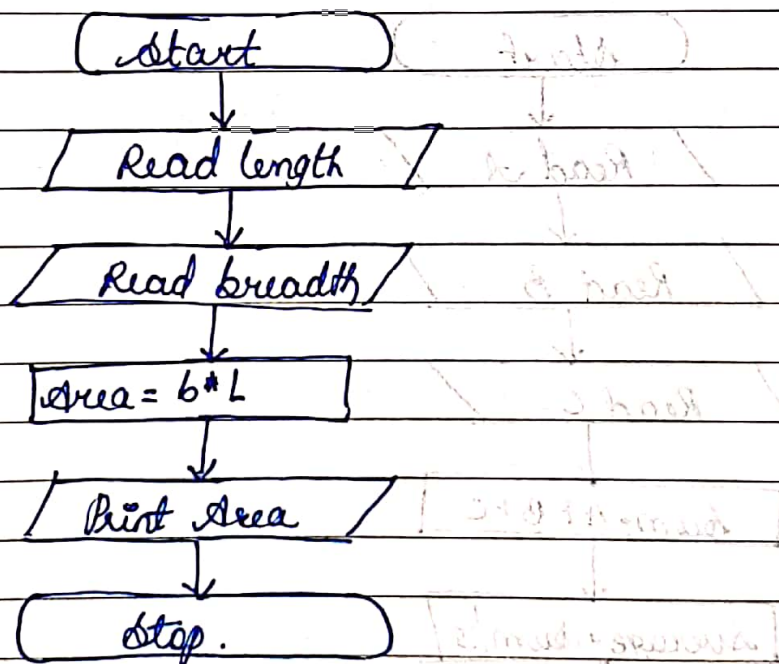 Start
Read length
Read breadth
Area = b * L
Print Area
Stop.